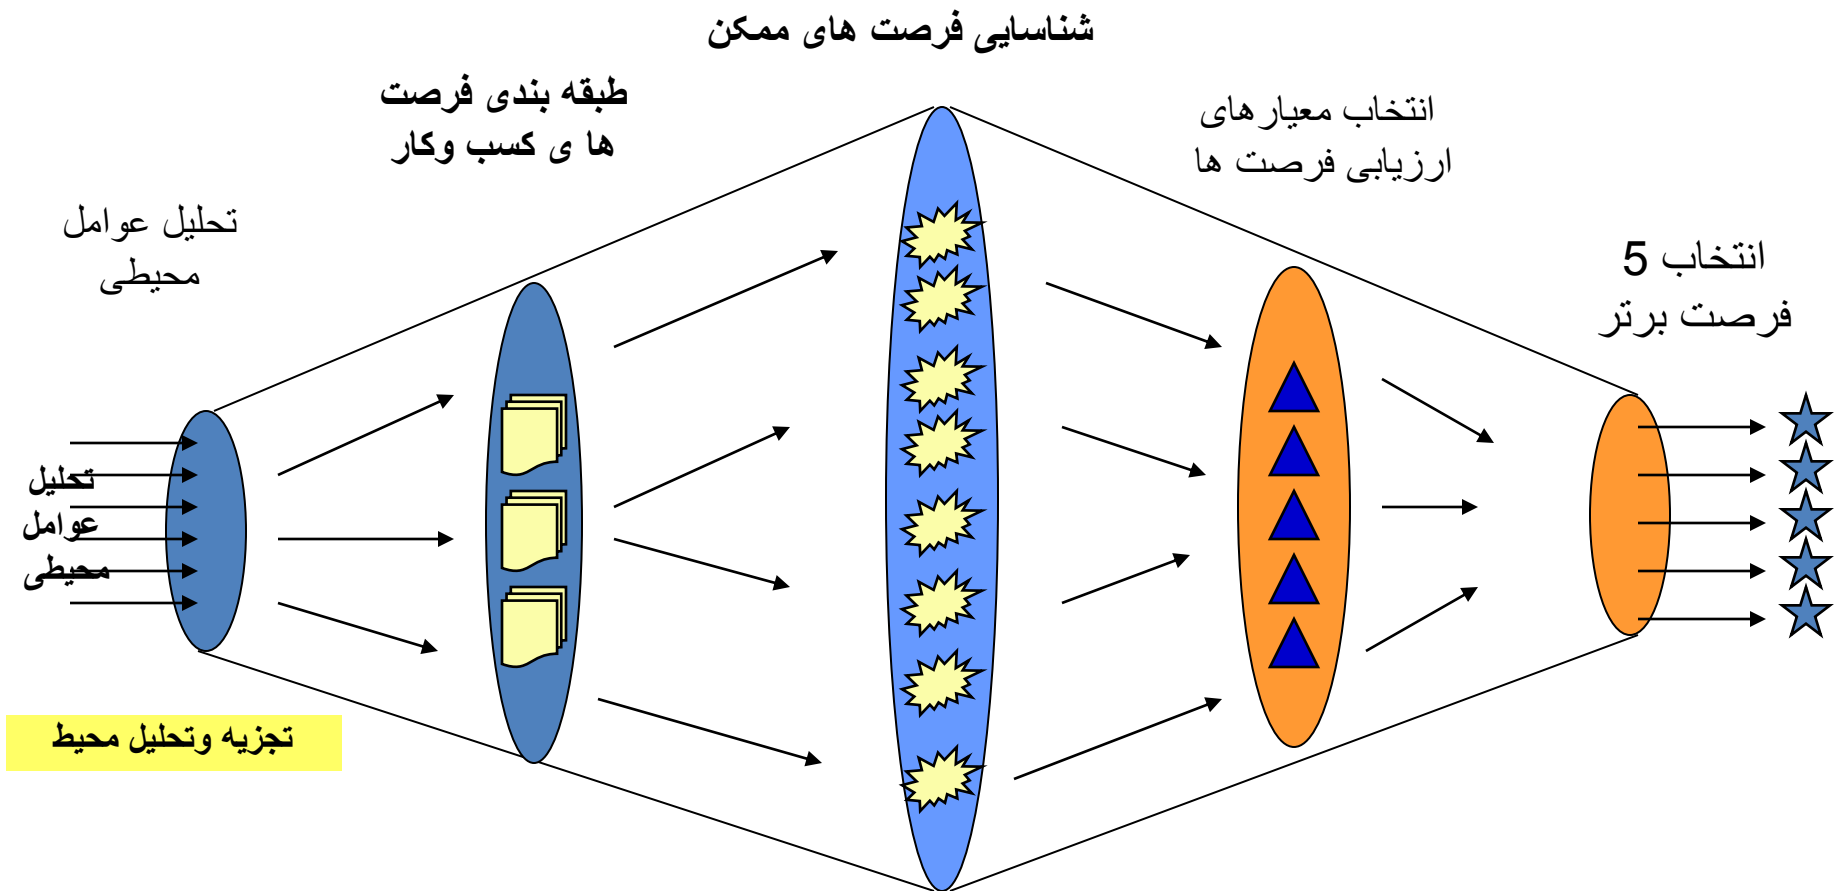 شناسایی فرصت های ممکن
طبقه بندی فرصت
ها ی کسب وکار
انتخاب معیارهای
ارزیابی فرصت ها
تحلیل عوامل
محیطی
انتخاب 5
فرصت برتر
تحلیل
عوامل
محیطی
تجزیه وتحلیل محیط